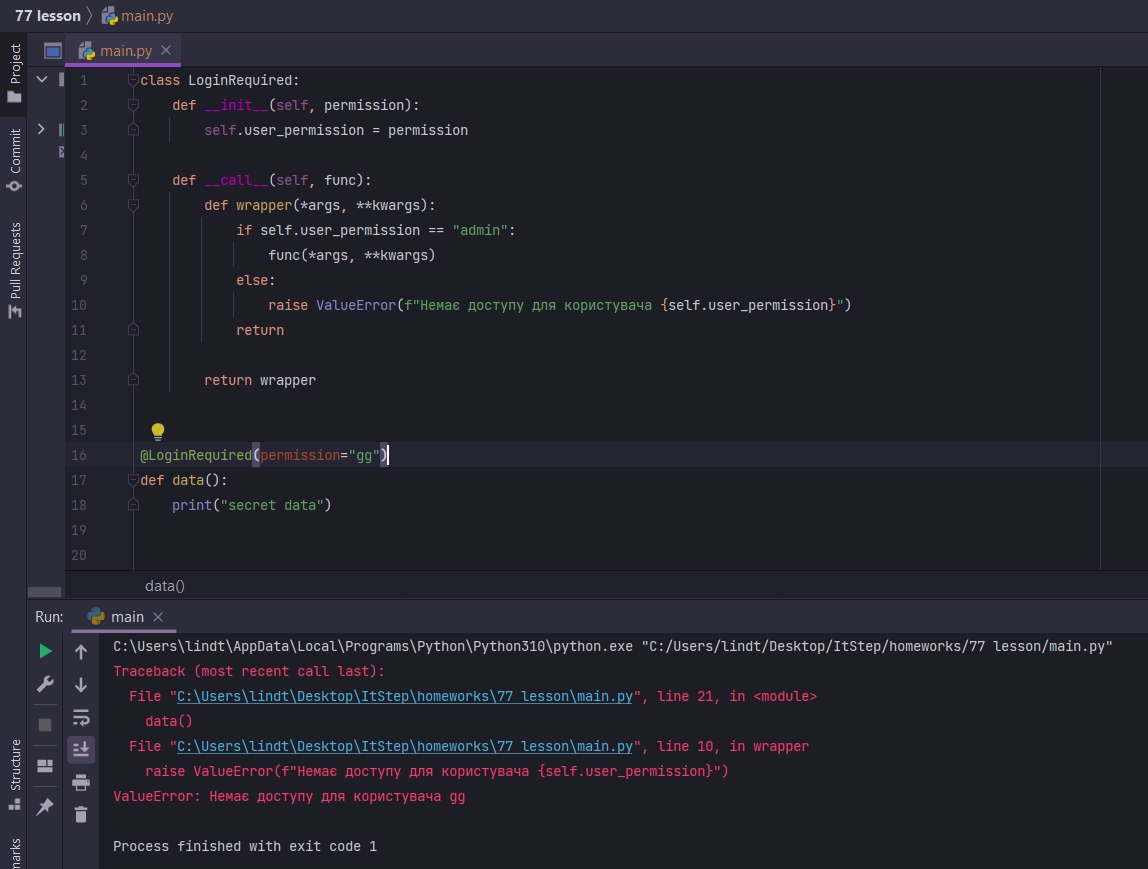 77 lesson main.py
main.py
Project
Commit
Pull Requests
Structure
1 class LoginRequired:
2 def __init__(self, permission):
3 self.user_permission = permission
4
5 def __call__(self, func):
6 def wrapper(*args, **kwargs):
7 if self.user_permission == "admin":
8 func(*args, **kwargs)
9 else:
10 raise ValueError(f"Немає доступу для користувача {self.user_permission}")
11 return
12
13 return wrapper
14
15
16 @LoginRequired(permission="gg")
17 def data():
18 print("secret data")
19
20
data()
Run: main
C:\Users\lindt\AppData\Local\Programs\Python\Python310\python.exe "C:/Users/lindt/Desktop/ItStep/homeworks/77 lesson/main.py"
Traceback (most recent call last):
File "C:\Users\lindt\Desktop\ItStep\homeworks\77 lesson\main.py", line 21, in <module>
data()
File "C:\Users\lindt\Desktop\ItStep\homeworks\77 lesson\main.py", line 10, in wrapper
raise ValueError(f"Немає доступу для користувача {self.user_permission}")
ValueError: Немає доступу для користувача gg
Process finished with exit code 1